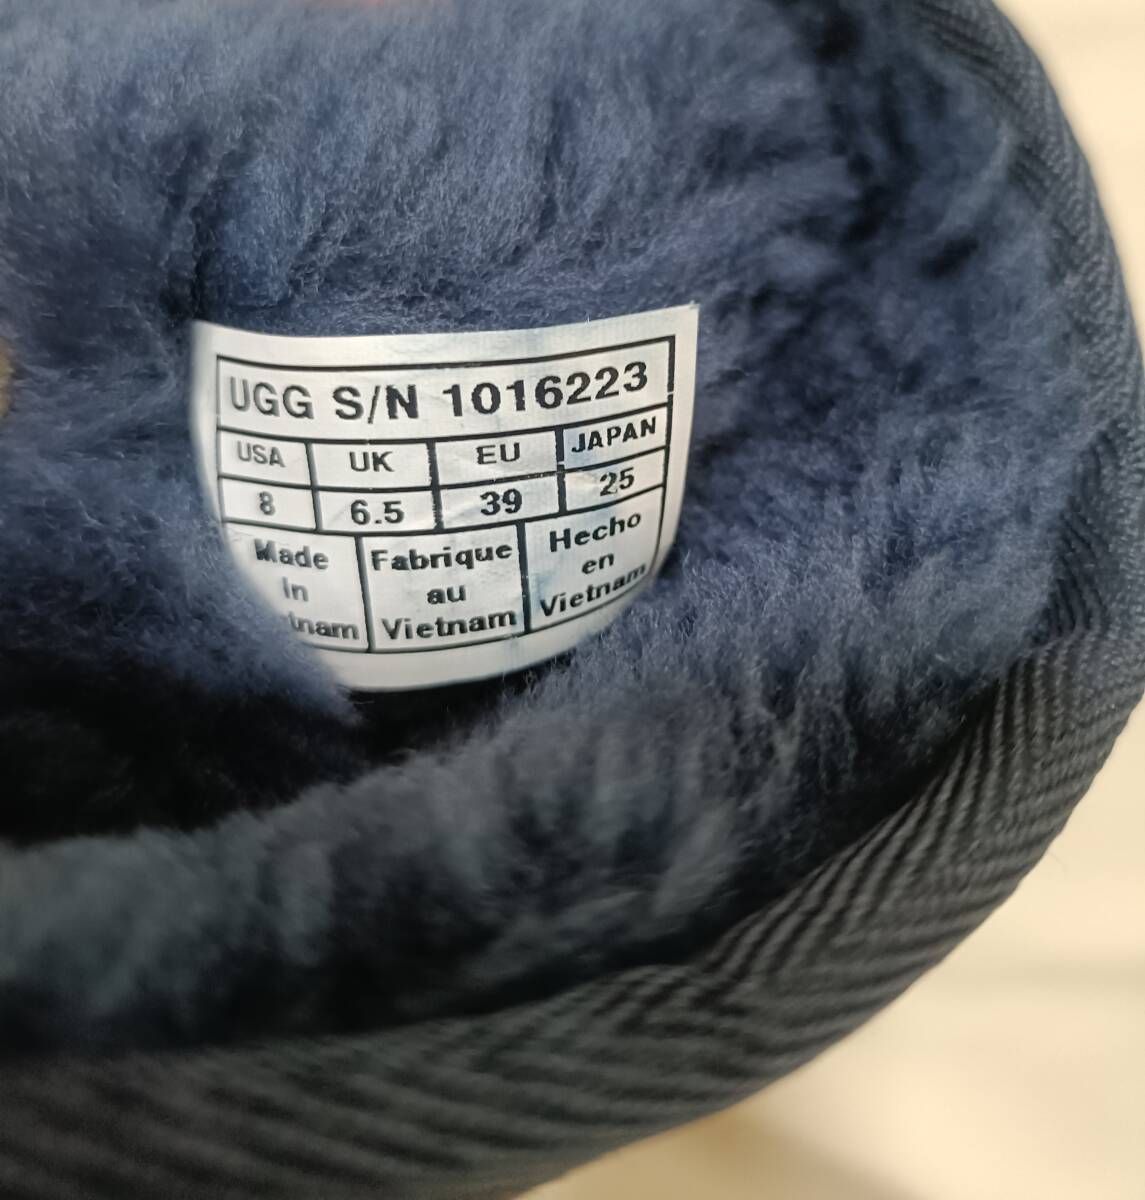 UGG S/N 1016223
USA UK EU JAPAN
8 6.5 39 25
Made Fabrique Hecho
in au en
tnam Vietnam Vietnam